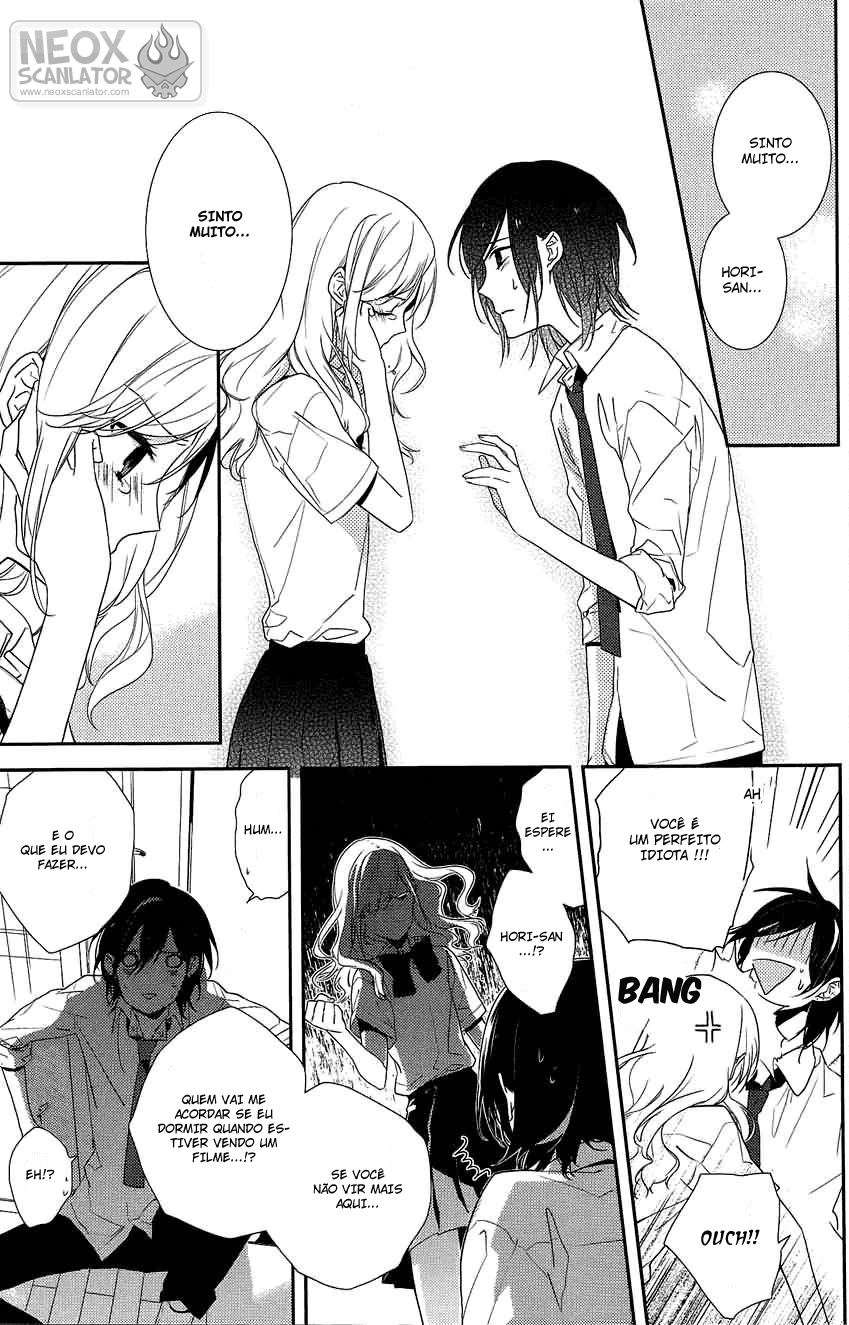 NEOX
SCANLATOR
www.neoxscanlator.com
SINTO
MUITO...
HORI-
SAN...
SINTO
MUITO...
AH
VOCÊ É
UM PERFEITO
IDIOTA !!!
BANG
OUCH!!
EI
ESPERE
...
HORI-SAN
...!?
SE VOCÊ
NÃO VIR MAIS
AQUI...
HUM...
E O
QUE EU DEVO
FAZER...
QUEM VAI ME
ACORDAR SE EU
DORMIR QUANDO ES-
TIVER VENDO UM
FILME...!?
EH!?